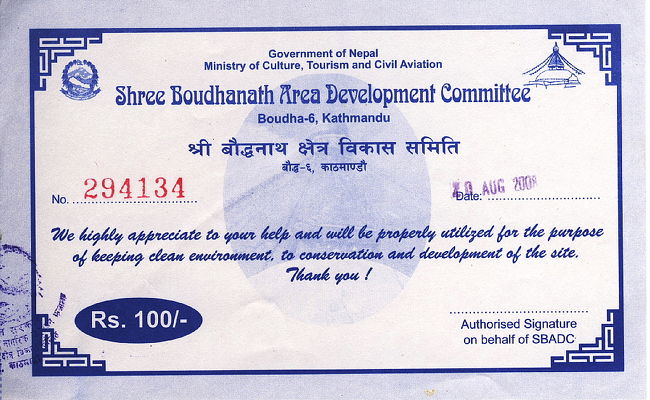 Government of Nepal
Ministry of Culture, Tourism and Civil Aviation
Shree Boudhanath Area Development Committee
Boudha-6, Kathmandu
श्री बौद्धनाथ क्षेत्र विकास समिति
बौद्ध-६, काठमाण्डौ
No. 294134
Date: AUG 2008
We highly appreciate to your help and will be properly utilized for the purpose
of keeping clean environment, to conservation and development of the site.
Thank you !
Rs. 100/-
Authorised Signature
on behalf of SBADC